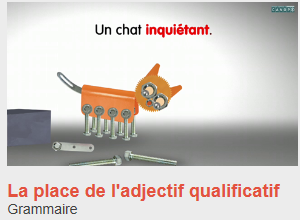 Un chat inquiétant.
La place de l'adjectif qualificatif
Grammaire